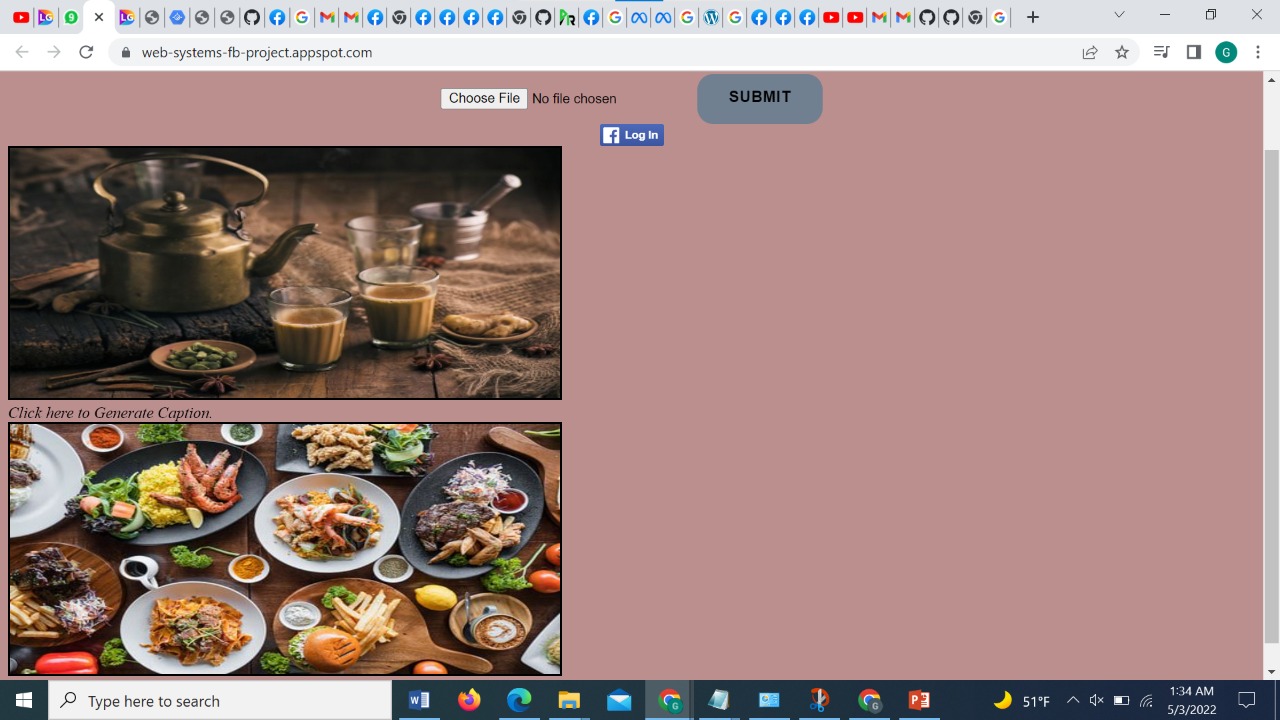 web-systems-fb-project.appspot.com
G
Choose File No file chosen
SUBMIT
Log In
Click here to Generate Caption.
Type here to search
51°F
1:34 AM
5/3/2022